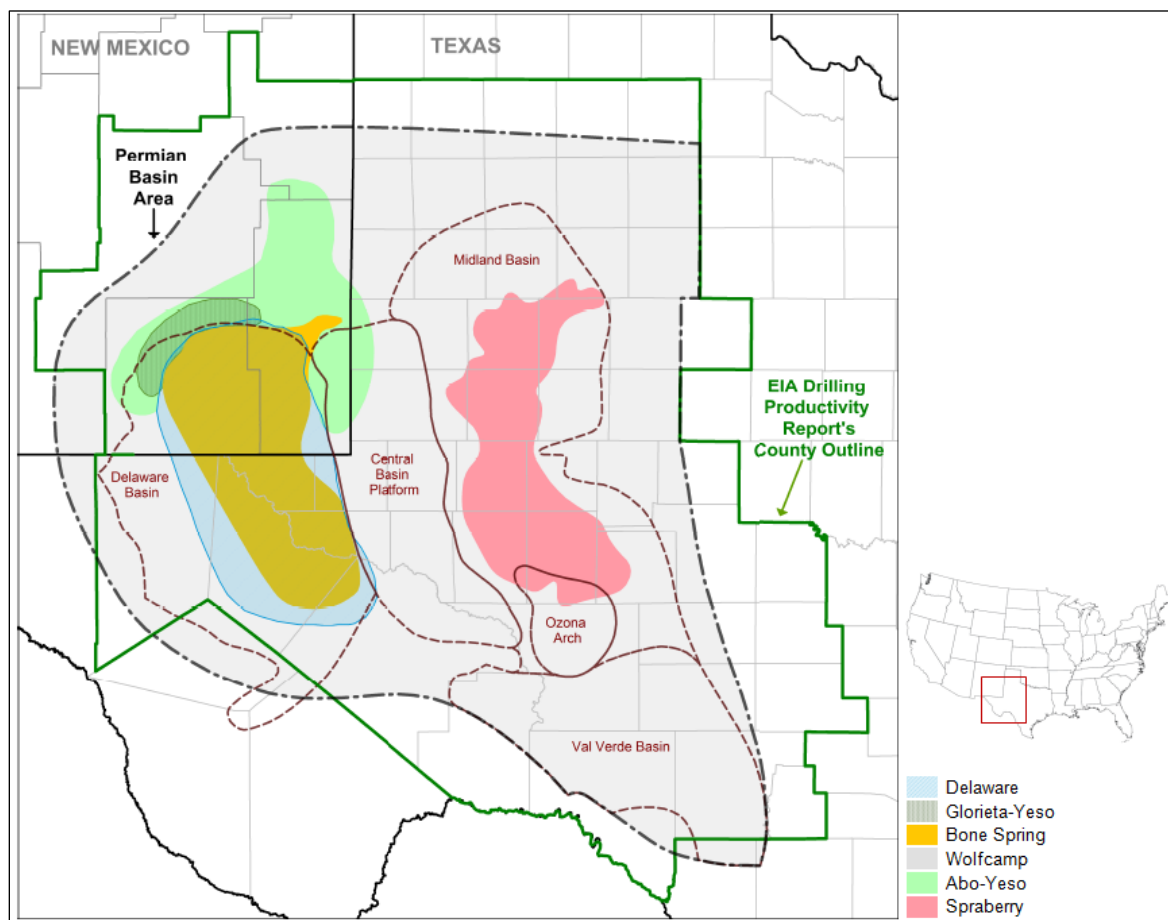 NEW MEXICO
TEXAS
Permian
Basin
Area
Midland Basin
EIA Drilling
Productivity
Report's
County Outline
Delaware
Basin
Central
Basin
Platform
Ozona
Arch
Val Verde Basin
Delaware
Glorieta-Yeso
Bone Spring
Wolfcamp
Abo-Yeso
Spraberry